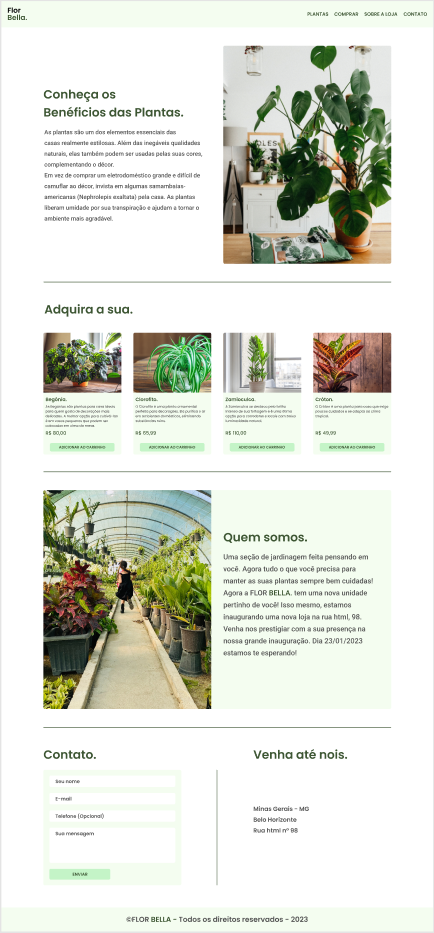 Flor
Bella.
PLANTAS COMPRAR SOBRE A LOJA CONTATO
Conheça os
Benéficios das Plantas.
As plantas são um dos elementos essenciais das
casas realmente estilosas. Além das inegáveis qualidades
naturais, elas também podem ser usadas pelas suas cores,
complementando o décor.
Em vez de comprar um eletrodoméstico grande e difícil de
camuflar ao décor, invista em algumas samambaias-
americanas (Nephrolepis exaltata) pela casa. As plantas
liberam umidade por sua transpiração e ajudam a tornar o
ambiente mais agradável.
Adquira a sua.
Begônia.
R$ 80,00
ADICIONAR AO CARRINHO
Clorofito.
R$ 65,99
ADICIONAR AO CARRINHO
Zamioculca.
R$ 110,00
ADICIONAR AO CARRINHO
Cróton.
R$ 49,99
ADICIONAR AO CARRINHO
Quem somos.
Uma seção de jardinagem feita pensando em
você. Agora tudo o que você precisa para
manter as suas plantas sempre bem cuidadas!
Agora a FLOR BELLA. tem uma nova unidade
pertinho de você! Isso mesmo, estamos
inaugurando uma nova loja na rua html, 98.
Venha nos prestigiar com a sua presença na
nossa grande inauguração. Dia 23/01/2023
estamos te esperando!
Contato.
Seu nome
E-mail
Telefone (Opcional)
Sua mensagem
ENVIAR
Venha até nois.
Minas Gerais - MG
Belo Horizonte
Rua html nº 98
©FLOR BELLA - Todos os direitos reservados - 2023